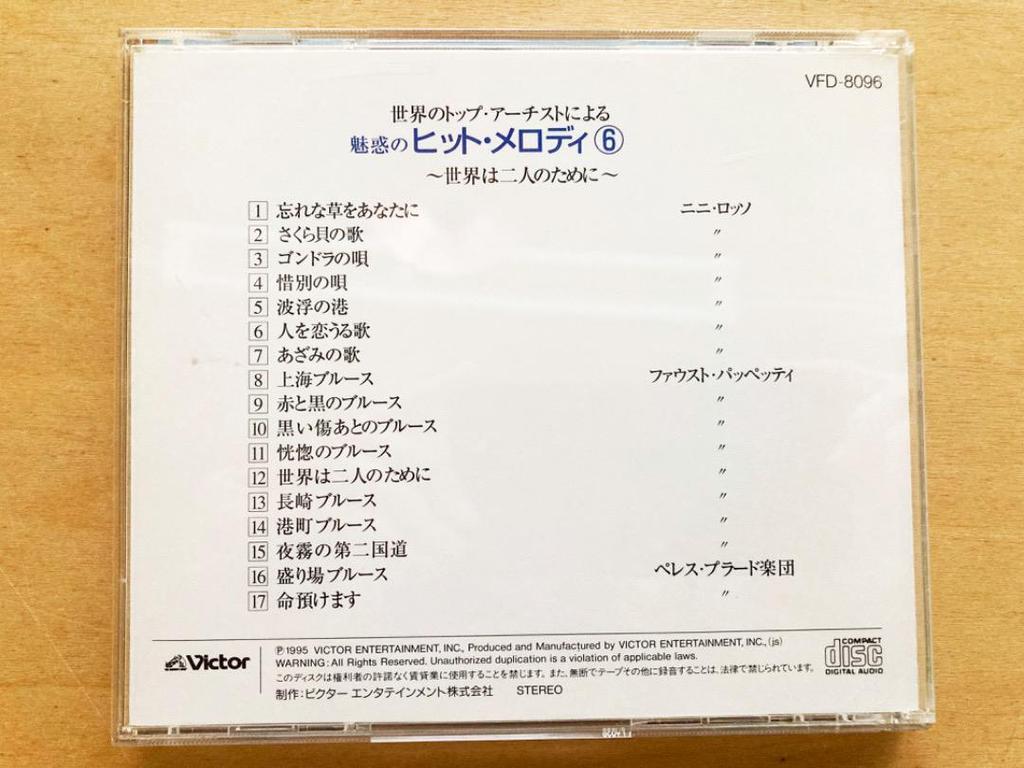 VFD-8096
世界のトップ・アーチストによる
魅惑のヒット・メロディ⑥
～世界は二人のために～
1 忘れな草をあなたに ニニ・ロッソ
2 さくら貝の歌 〃
3 ゴンドラの唄 〃
4 惜別の唄 〃
5 波浮の港 〃
6 人を恋うる歌 〃
7 あざみの歌 〃
8 上海ブルース ファウスト・パッペッティ
9 赤と黒のブルース 〃
10 黒い傷あとのブルース 〃
11 恍惚のブルース 〃
12 世界は二人のために 〃
13 長崎ブルース 〃
14 港町ブルース 〃
15 夜霧の第二国道 〃
16 盛り場ブルース ペレス・プラード楽団
17 命預けます 〃
Victor
Ⓟ1995 VICTOR ENTERTAINMENT, INC., Produced and Manufactured by VICTOR ENTERTAINMENT, INC., (js)
WARNING: All Rights Reserved. Unauthorized duplication is a violation of applicable laws.
このディスクは権利者の許諾なく賃貸業に使用することを禁じます。また、無断でテープその他に録音することは、法律で禁じられています。
制作:ビクター エンタテインメント株式会社 STEREO
COMPACT
disc
DIGITAL AUDIO